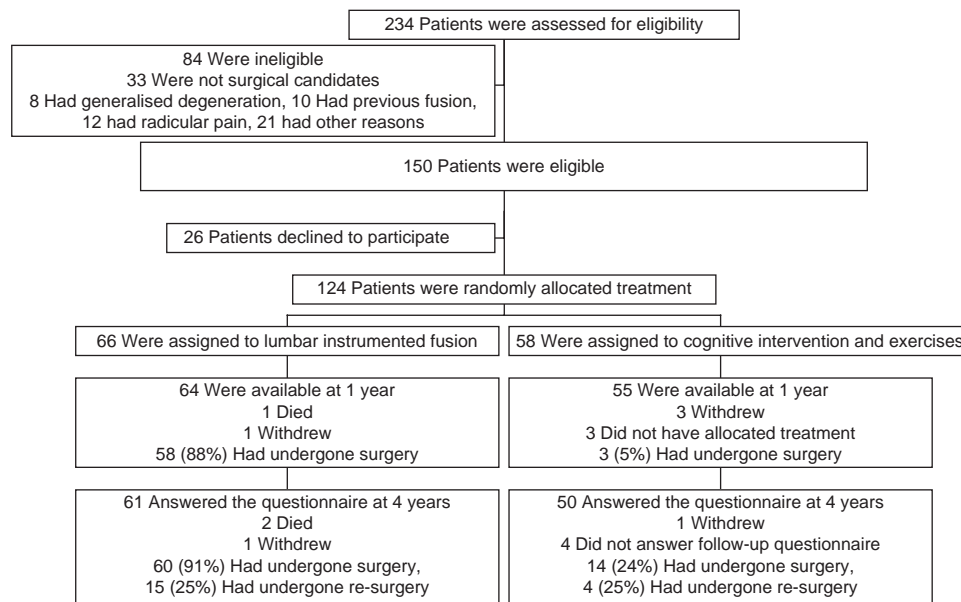 234 Patients were assessed for eligibility
84 Were ineligible
33 Were not surgical candidates
8 Had generalised degeneration, 10 Had previous fusion,
12 had radicular pain, 21 had other reasons
150 Patients were eligible
26 Patients declined to participate
124 Patients were randomly allocated treatment
66 Were assigned to lumbar instrumented fusion
58 Were assigned to cognitive intervention and exercises
64 Were available at 1 year
1 Died
1 Withdrew
58 (88%) Had undergone surgery
55 Were available at 1 year
3 Withdrew
3 Did not have allocated treatment
3 (5%) Had undergone surgery
61 Answered the questionnaire at 4 years
2 Died
1 Withdrew
60 (91%) Had undergone surgery,
15 (25%) Had undergone re-surgery
50 Answered the questionnaire at 4 years
1 Withdrew
4 Did not answer follow-up questionnaire
14 (24%) Had undergone surgery,
4 (25%) Had undergone re-surgery